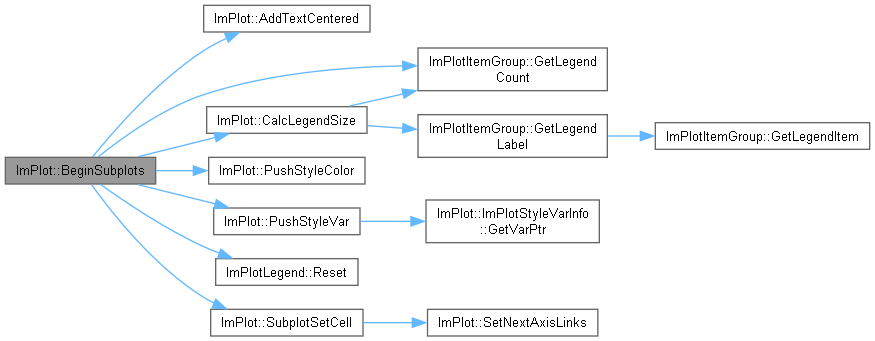 ImPlot::AddTextCentered
ImPlotItemGroup::GetLegend
Count
ImPlot::CalcLegendSize
ImPlotItemGroup::GetLegend
Label
ImPlotItemGroup::GetLegendItem
ImPlot::BeginSubplots
ImPlot::PushStyleColor
ImPlot::PushStyleVar
ImPlot::ImPlotStyleVarInfo
::GetVarPtr
ImPlotLegend::Reset
ImPlot::SubplotSetCell
ImPlot::SetNextAxisLinks